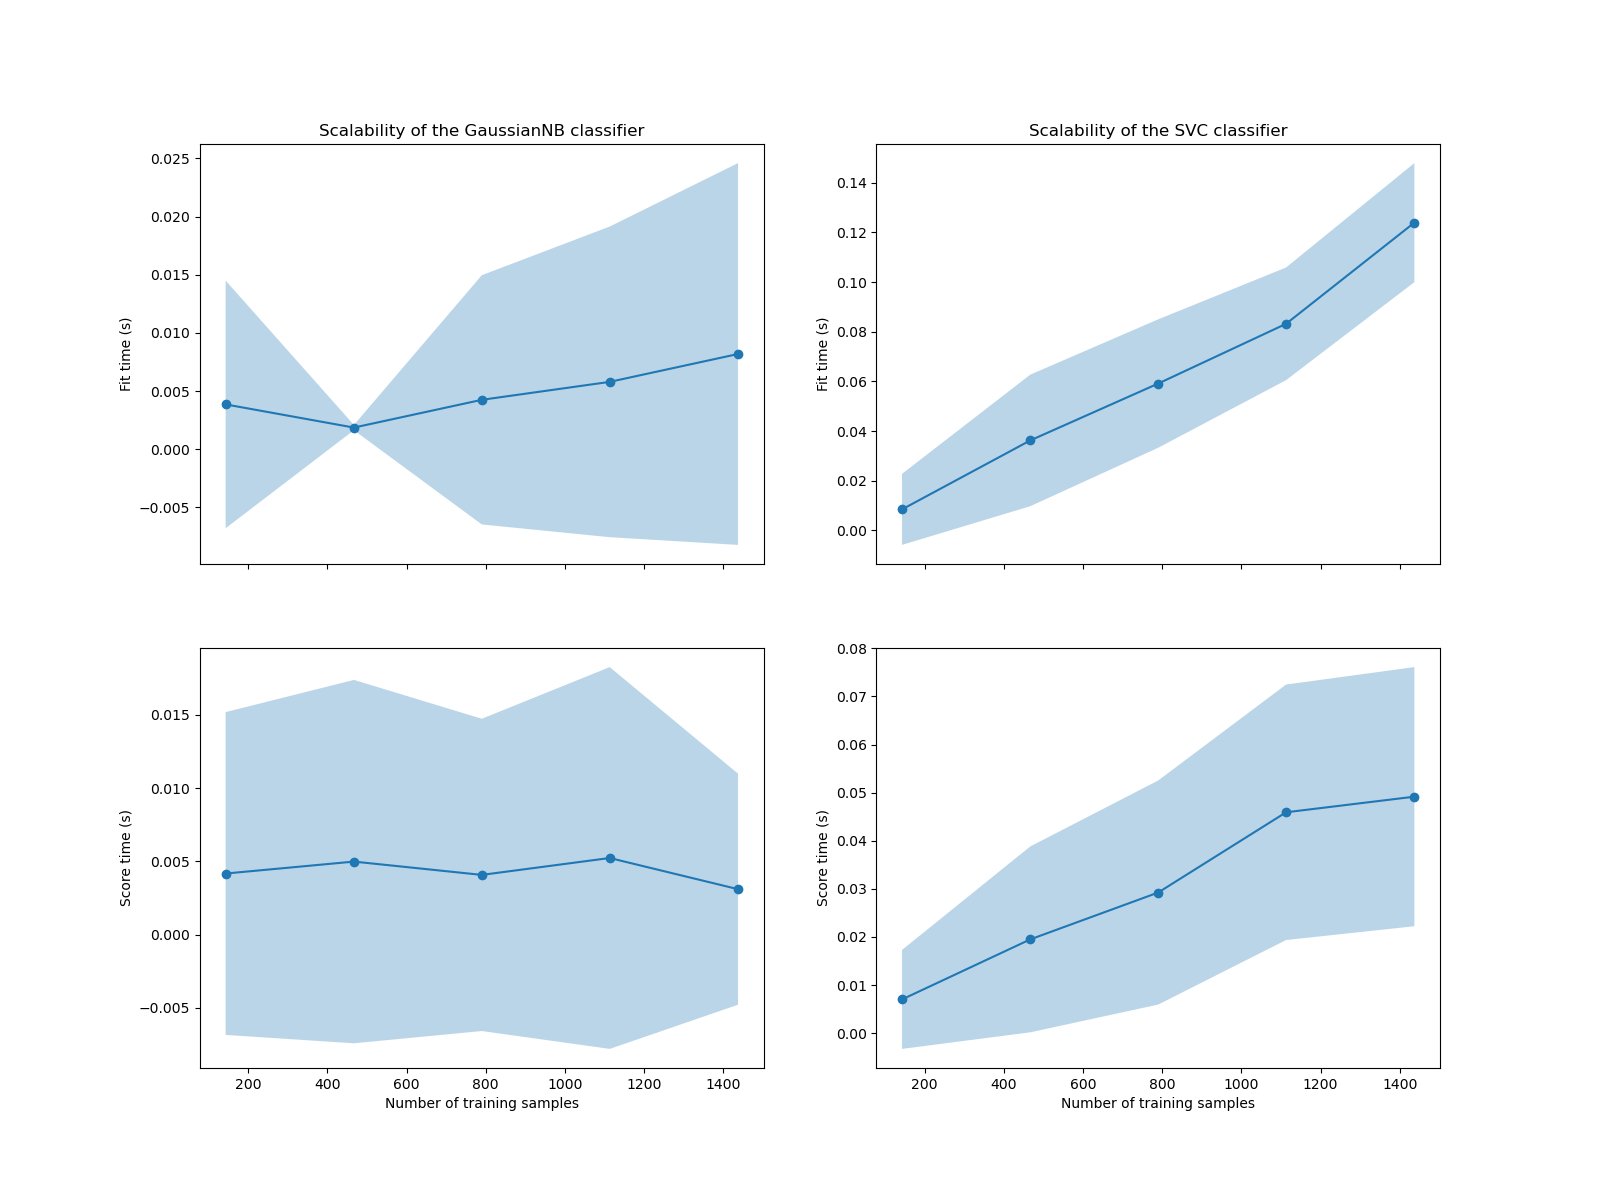 Scalability of the GaussianNB classifier
0.025
0.020
0.015
0.010
0.005
0.000
−0.005
Fit time (s)
Scalability of the SVC classifier
0.14
0.12
0.10
0.08
0.06
0.04
0.02
0.00
Fit time (s)
0.015
0.010
0.005
0.000
−0.005
Score time (s)
200 400 600 800 1000 1200 1400
Number of training samples
0.08
0.07
0.06
0.05
0.04
0.03
0.02
0.01
0.00
Score time (s)
200 400 600 800 1000 1200 1400
Number of training samples